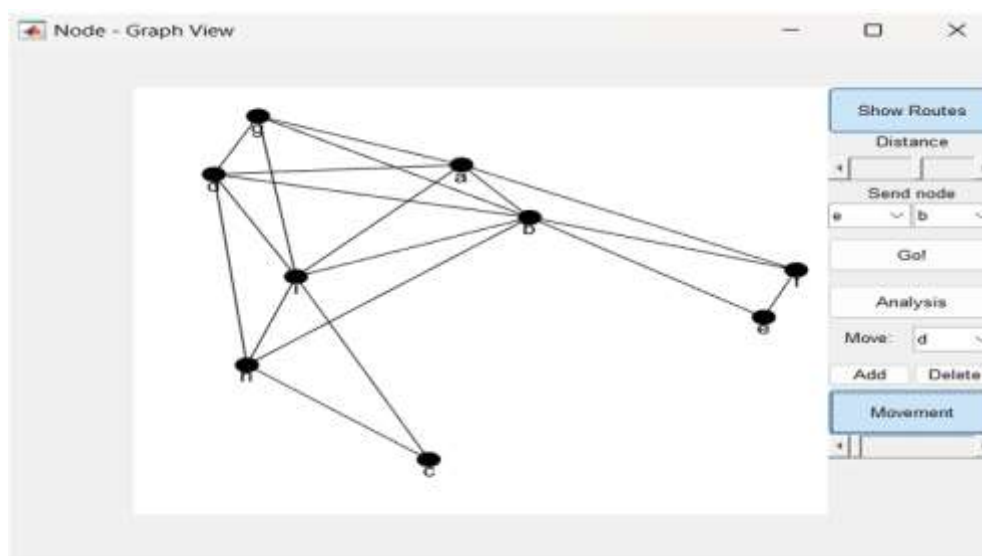 Node - Graph View
Show Routes
Distance
Send node
e b
Go!
Analysis
Move: d
Add Delete
Movement
g
a
b
e
c